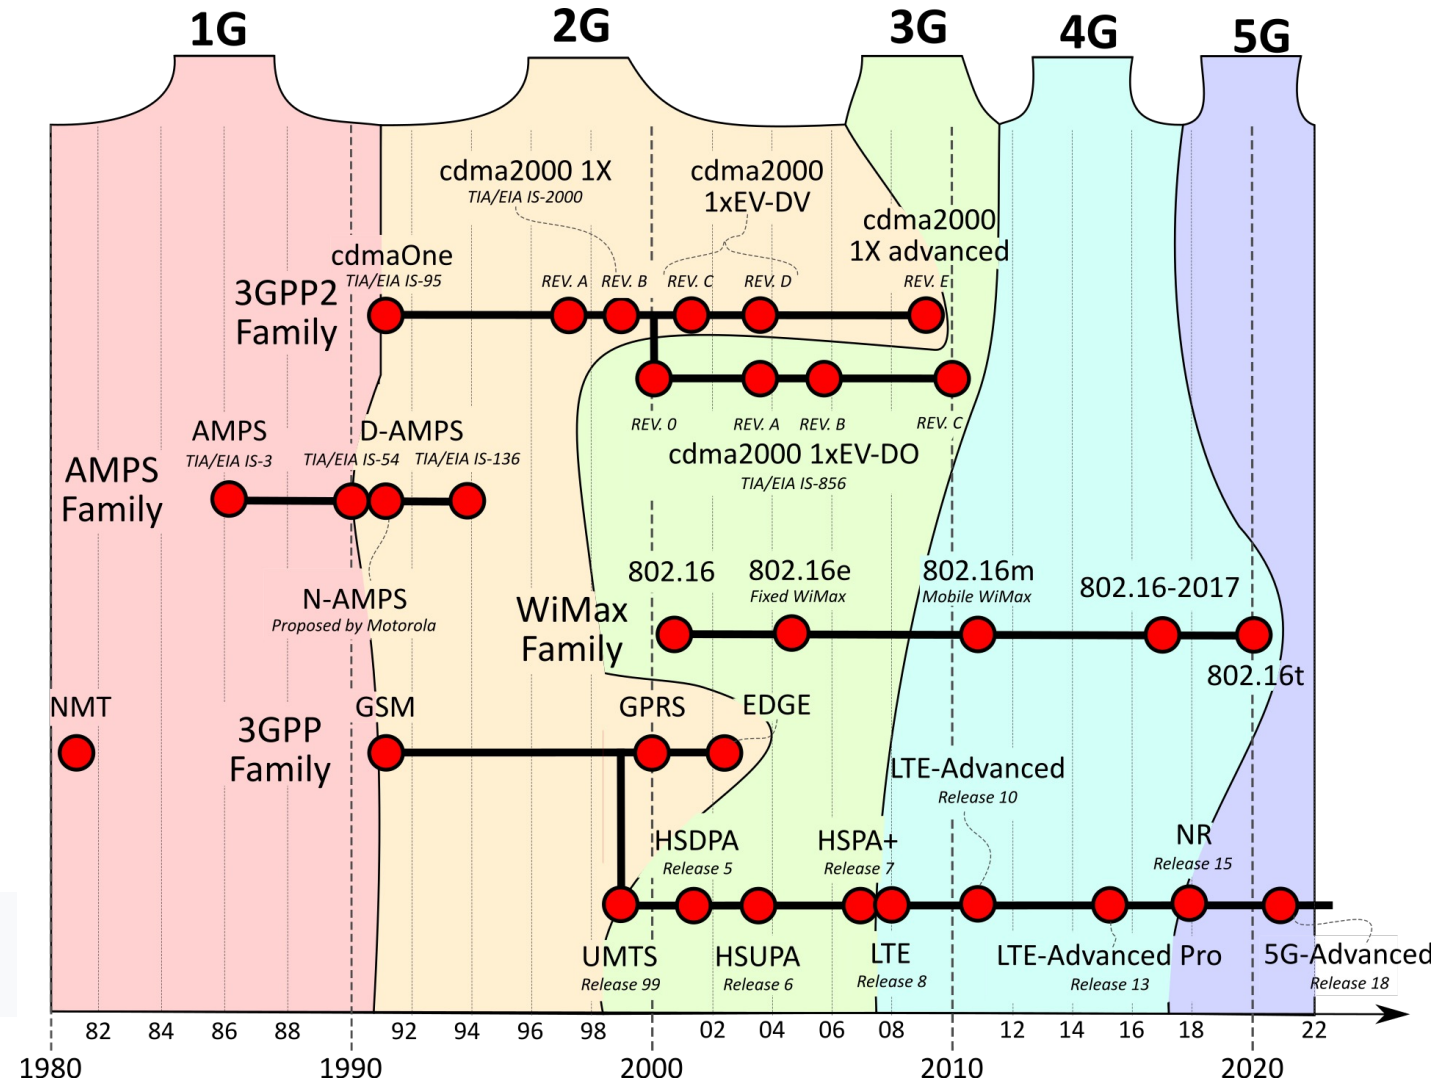 1G
2G
3G
4G
5G
cdma2000 1X
TIA/EIA IS-2000
cdma2000
1xEV-DV
cdma2000
1X advanced
cdmaOne
TIA/EIA IS-95
REV. A
REV. B
REV. C
REV. D
REV. E
3GPP2
Family
REV. 0
REV. A
REV. B
REV. C
cdma2000 1xEV-DO
TIA/EIA IS-856
AMPS
TIA/EIA IS-3
D-AMPS
TIA/EIA IS-54
TIA/EIA IS-136
AMPS
Family
N-AMPS
Proposed by Motorola
802.16
802.16e
Fixed WiMax
802.16m
Mobile WiMax
802.16-2017
802.16t
WiMax
Family
NMT
GSM
GPRS
EDGE
3GPP
Family
LTE-Advanced
Release 10
HSDPA
Release 5
HSPA+
Release 7
NR
Release 15
UMTS
Release 99
HSUPA
Release 6
LTE
Release 8
LTE-Advanced Pro
Release 13
5G-Advanced
Release 18
82 84 86 88 92 94 96 98 02 04 06 08 12 14 16 18 22
1980 1990 2000 2010 2020